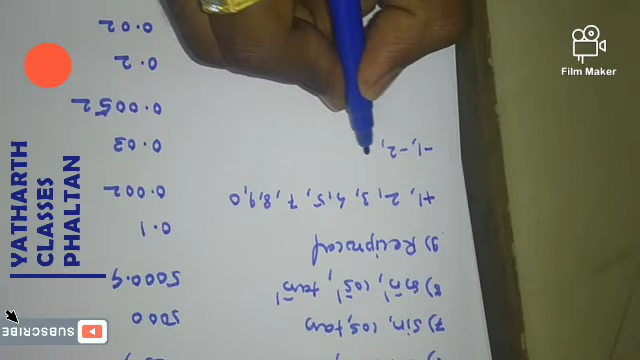 7) sin, cos, tan
8) sin⁻¹, cos⁻¹, tan⁻¹
9) Reciprocal
+1, 2, 3, 4, 5, 7, 8, 9, 0
-1, -2,
5000
0.1
0.002
0.03
0.0052
0.2
0.02
YATHARTH
CLASSES
PHALTAN
Film Maker
SUBSCRIBE